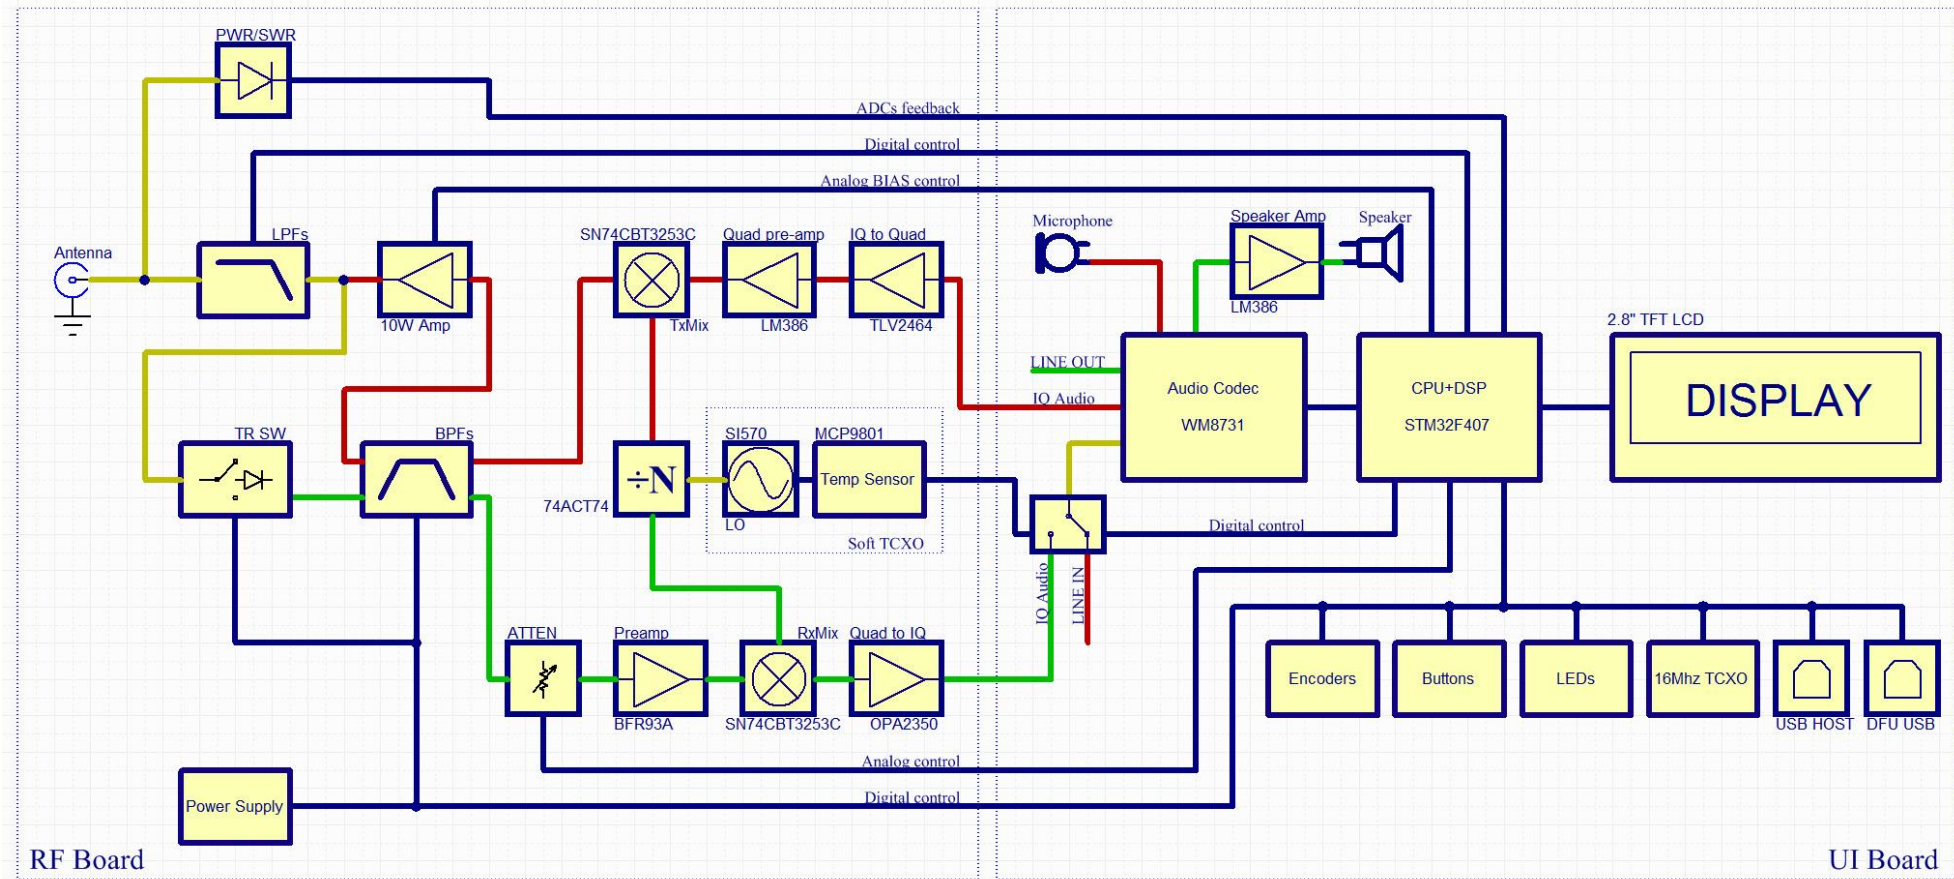 PWR/SWR
ADCs feedback
Digital control
Analog BIAS control
Antenna
LPFs
10W Amp
SN74CBT3253C
TxMix
Quad pre-amp
LM386
IQ to Quad
TLV2464
Microphone
Speaker Amp
LM386
Speaker
LINE OUT
IQ Audio
Audio Codec
WM8731
CPU+DSP
STM32F407
2.8" TFT LCD
DISPLAY
TR SW
BPFs
÷N
74ACT74
SI570
LO
MCP9801
Temp Sensor
Soft TCXO
Digital control
IQ Audio
LINE IN
ATTEN
Preamp
BFR93A
RxMix
SN74CBT3253C
Quad to IQ
OPA2350
Encoders
Buttons
LEDs
16Mhz TCXO
USB HOST
DFU USB
Analog control
Digital control
Power Supply
RF Board
UI Board